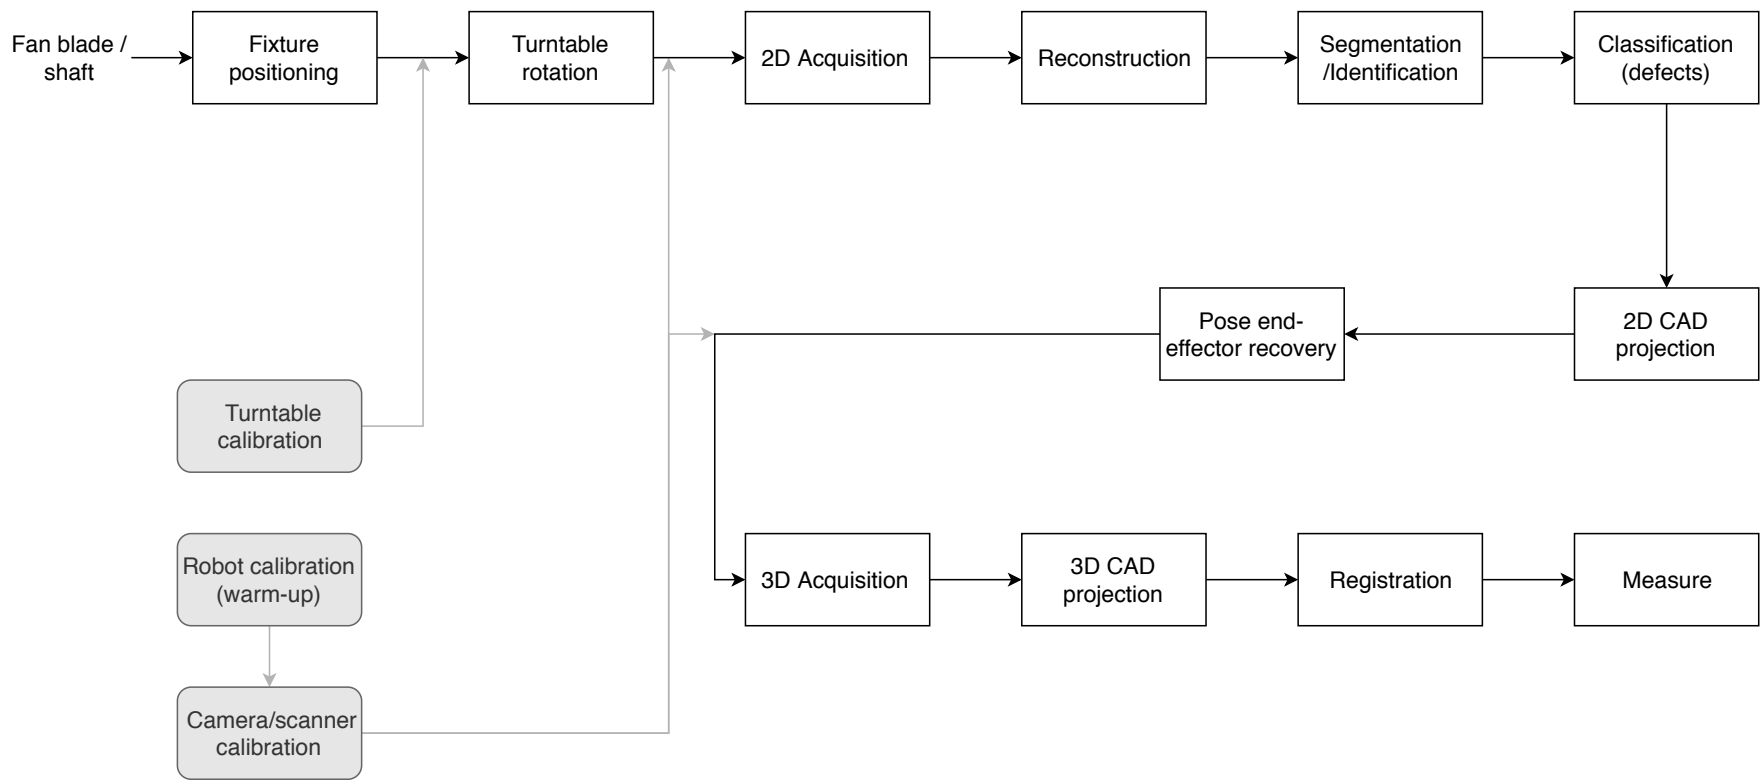 Fan blade /
shaft
Fixture
positioning
Turntable
rotation
2D Acquisition
Reconstruction
Segmentation
/Identification
Classification
(defects)
Pose end-
effector recovery
2D CAD
projection
Turntable
calibration
Robot calibration
(warm-up)
3D Acquisition
3D CAD
projection
Registration
Measure
Camera/scanner
calibration